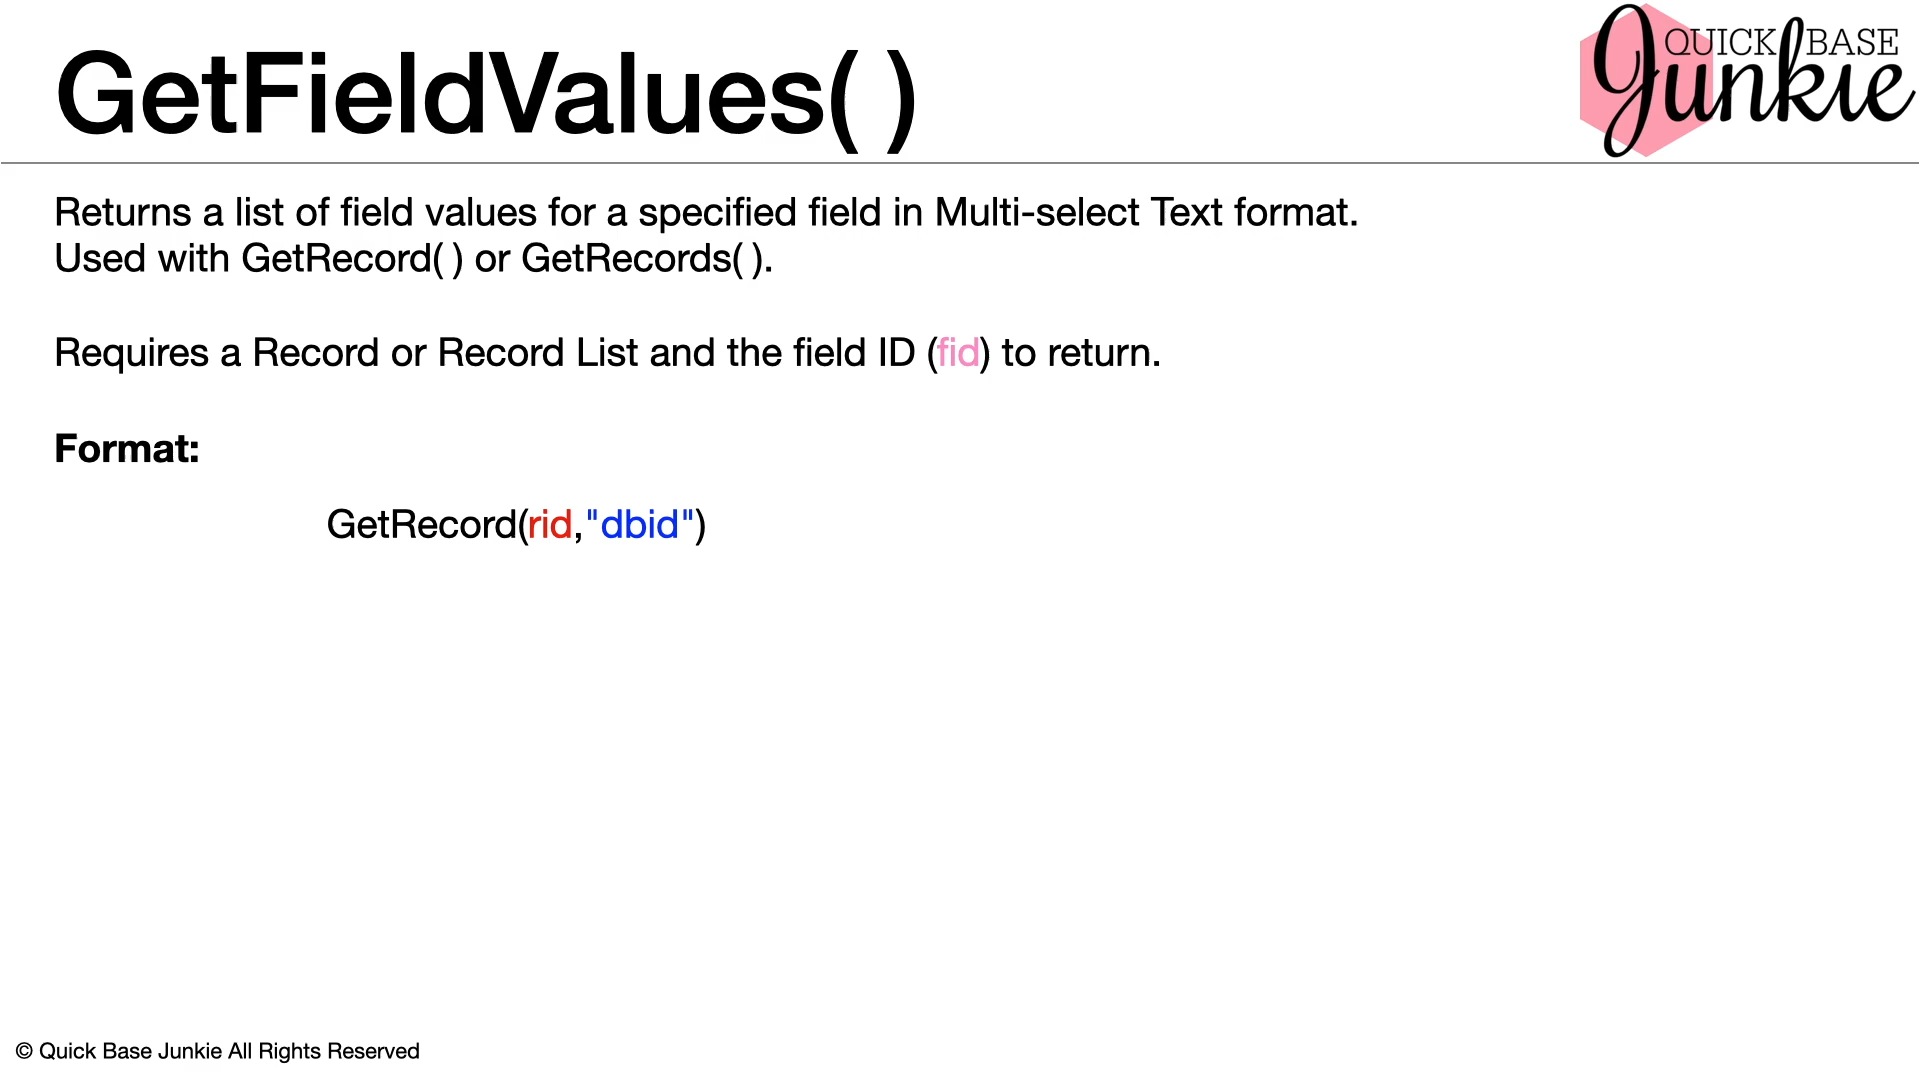 GetFieldValues( )
QUICK BASE
Junkie
Returns a list of field values for a specified field in Multi-select Text format.
Used with GetRecord( ) or GetRecords( ).
Requires a Record or Record List and the field ID (fid) to return.
Format:
GetRecord(rid,"dbid")
© Quick Base Junkie All Rights Reserved